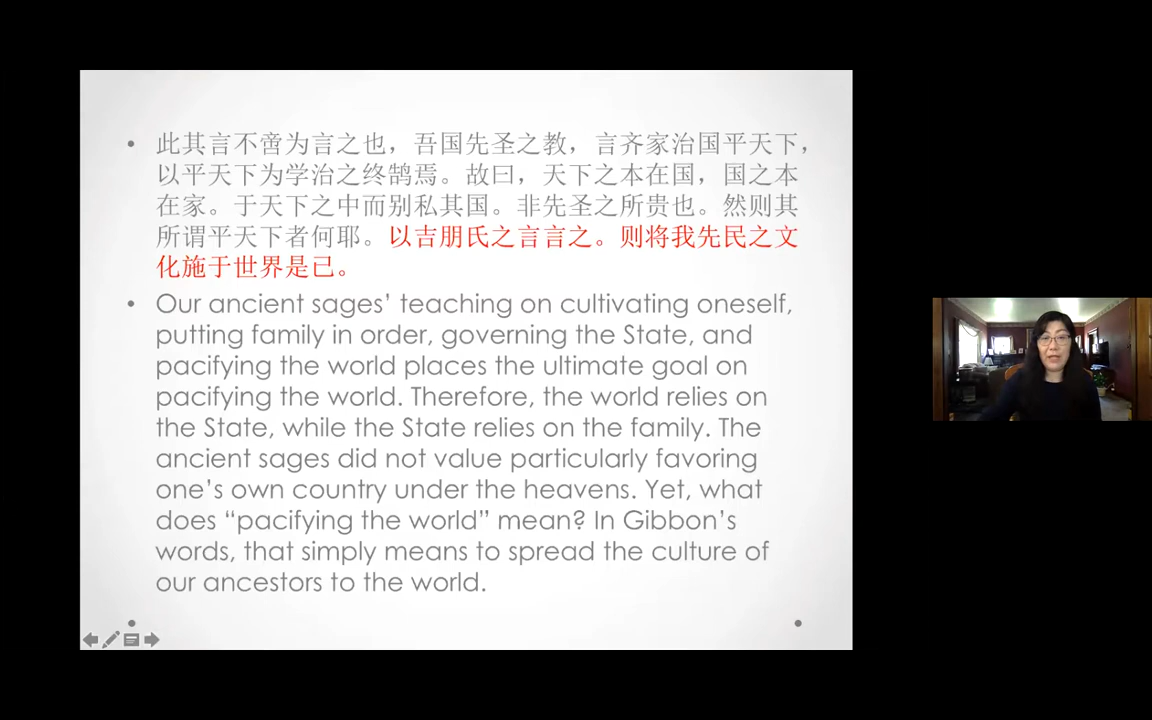 此其言不啻为言之也，吾国先圣之教，言齐家治国平天下，
以平天下为学治之终鹄焉。故曰，天下之本在国，国之本
在家。于天下之中而别私其国。非先圣之所贵也。然则其
所谓平天下者何耶。以吉朋氏之言言之。则将我先民之文
化施于世界是已。
Our ancient sages’ teaching on cultivating oneself,
putting family in order, governing the State, and
pacifying the world places the ultimate goal on
pacifying the world. Therefore, the world relies on
the State, while the State relies on the family. The
ancient sages did not value particularly favoring
one’s own country under the heavens. Yet, what
does “pacifying the world” mean? In Gibbon’s
words, that simply means to spread the culture of
our ancestors to the world.